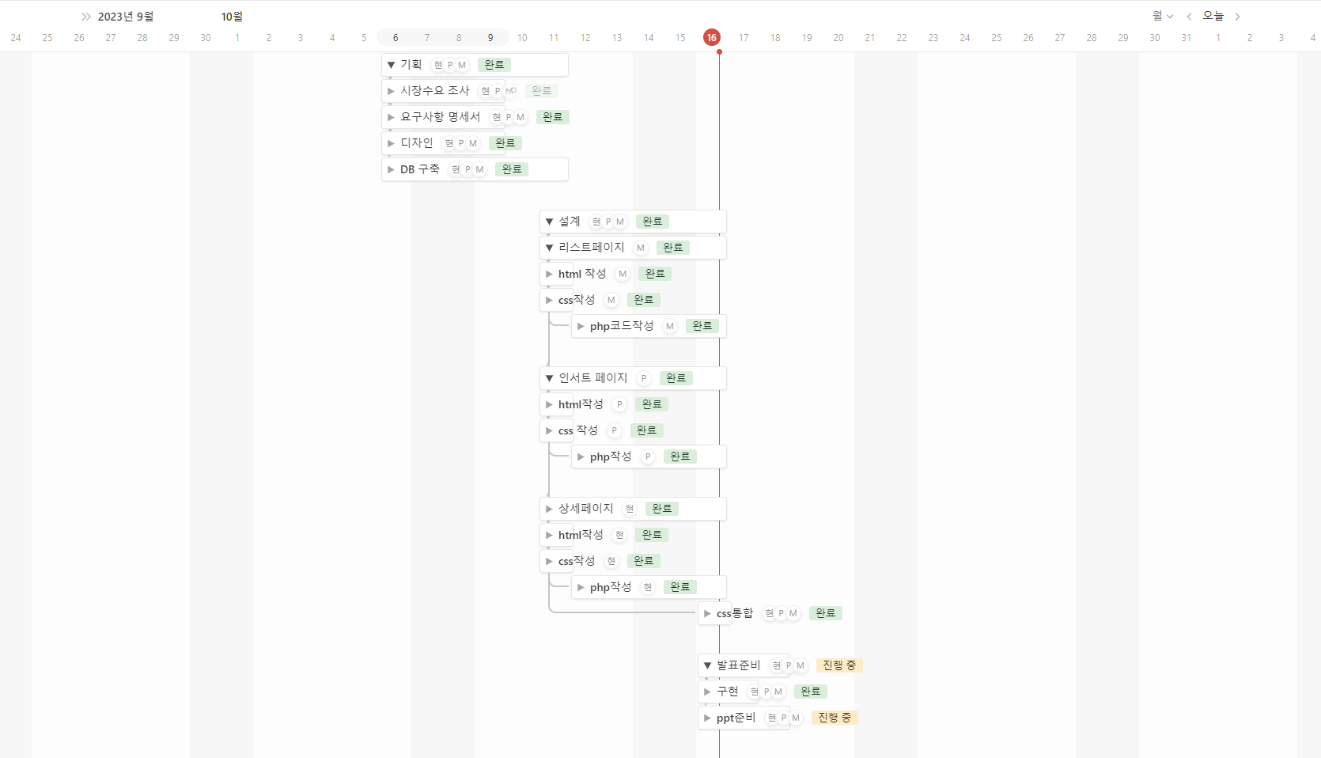 2023년 9월 10월 월 오늘
24 25 26 27 28 29 30 1 2 3 4 5 6 7 8 9 10 11 12 13 14 15 16 17 18 19 20 21 22 23 24 25 26 27 28 29 30 31 1 2 3 4
기획 현 P M 완료
시장수요 조사 현 P 완료
요구사항 명세서 현 P M 완료
디자인 현 P M 완료
DB 구축 현 P M 완료
설계 현 P M 완료
리스트페이지 M 완료
html 작성 M 완료
css작성 M 완료
php코드작성 M 완료
인서트 페이지 P 완료
html작성 P 완료
css 작성 P 완료
php작성 P 완료
상세페이지 현 완료
html작성 현 완료
css작성 현 완료
php작성 현 완료
css통합 현 P M 완료
발표준비 현 P M 진행 중
구현 현 P M 완료
ppt준비 현 P M 진행 중